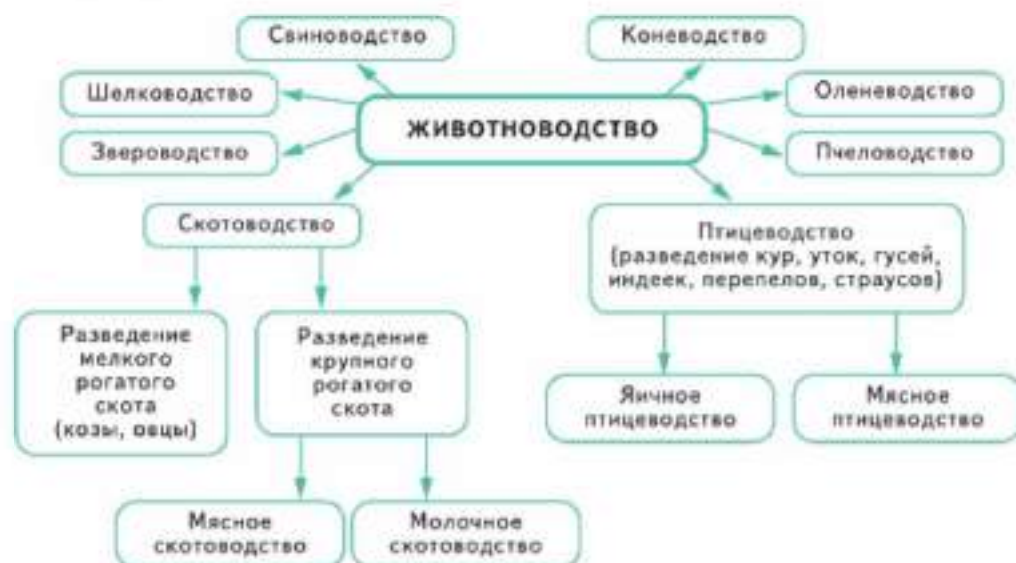 Свиноводство
Коневодство
Шелководство
Оленеводство
ЖИВОТНОВОДСТВО
Звероводство
Пчеловодство
Скотоводство
Птицеводство
(разведение кур, уток, гусей,
индеек, перепелов, страусов)
Разведение
мелкого
рогатого
скота
(козы, овцы)
Разведение
крупного
рогатого
скота
Яичное
птицеводство
Мясное
птицеводство
Мясное
скотоводство
Молочное
скотоводство